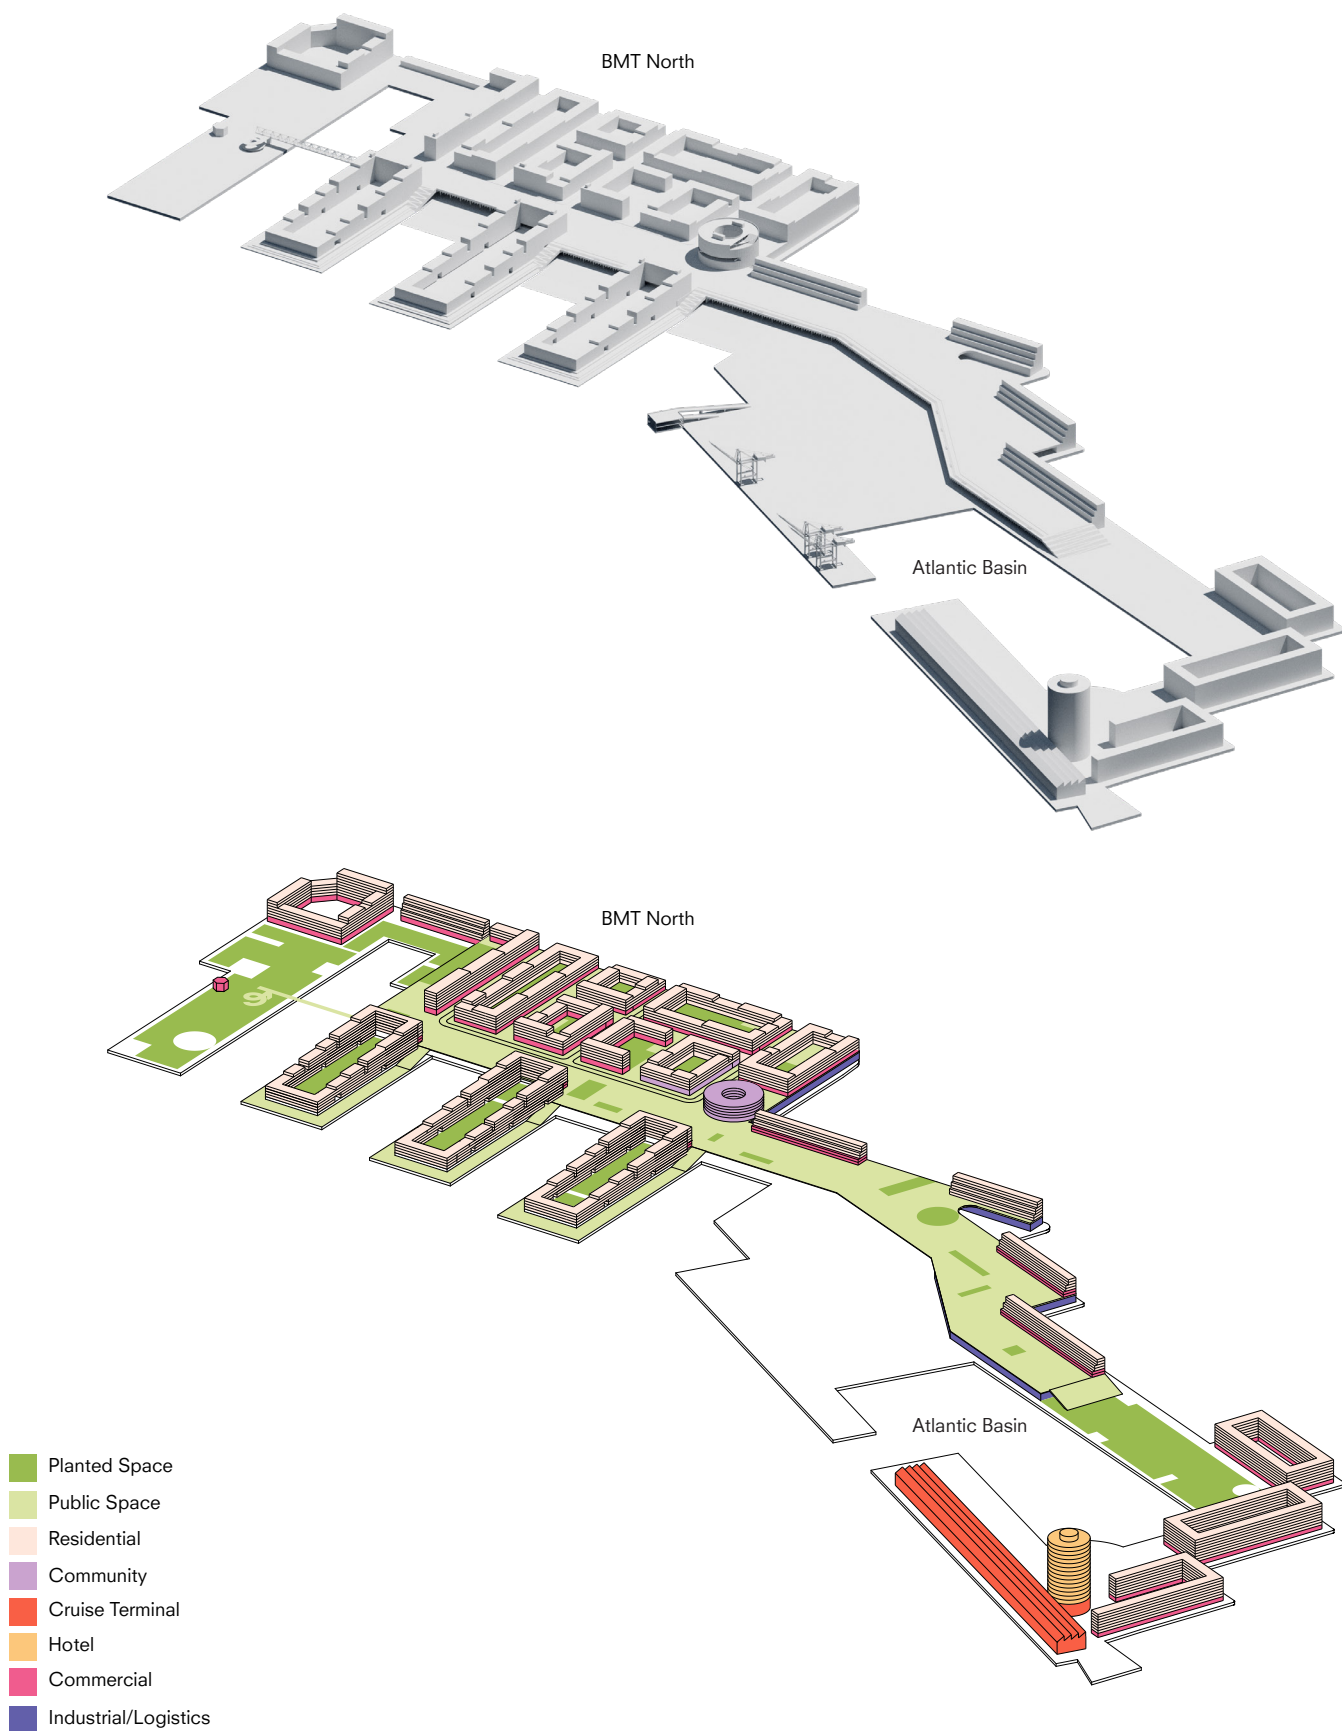 BMT North
Atlantic Basin
BMT North
Atlantic Basin
Planted Space
Public Space
Residential
Community
Cruise Terminal
Hotel
Commercial
Industrial/Logistics